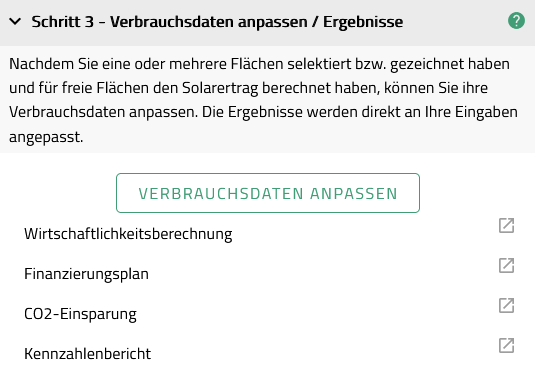 Schritt 3 - Verbrauchsdaten anpassen / Ergebnisse
?
Nachdem Sie eine oder mehrere Flächen selektiert bzw. gezeichnet haben
und für freie Flächen den Solarertrag berechnet haben, können Sie ihre
Verbrauchsdaten anpassen. Die Ergebnisse werden direkt an Ihre Eingaben
angepasst.
VERBRAUCHSDATEN ANPASSEN
Wirtschaftlichkeitsberechnung
Finanzierungsplan
CO2-Einsparung
Kennzahlenbericht